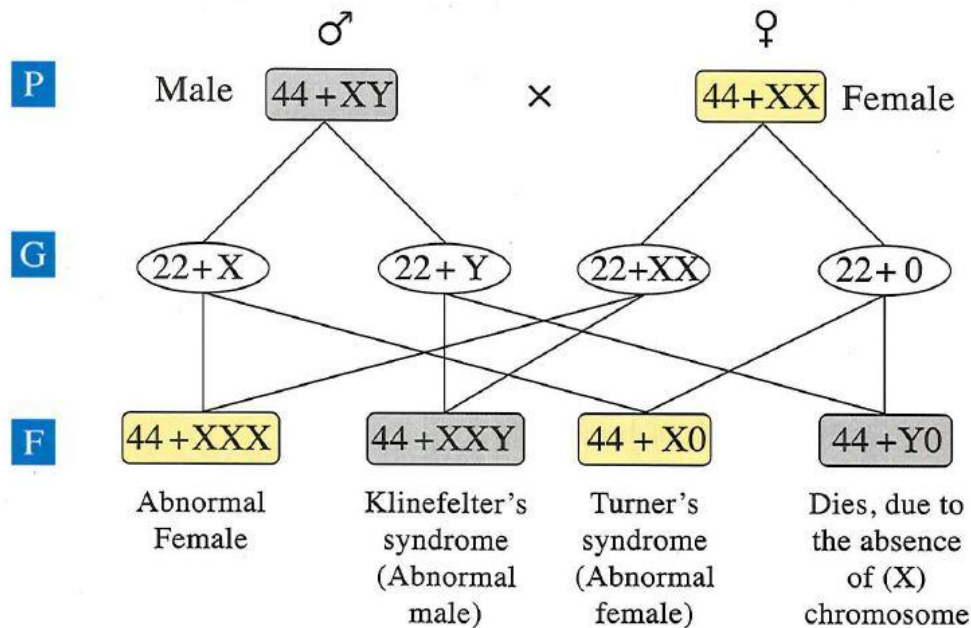 ♂ ♀
P Male 44 + XY × 44+XX Female
G 22+ X 22+ Y 22+XX 22+ 0
F 44 +XXX 44 +XXY 44 + X0 44 +Y0
Abnormal Klinefelter's Turner's Dies, due to
Female syndrome syndrome the absence
(Abnormal (Abnormal of (X)
male) female) chromosome